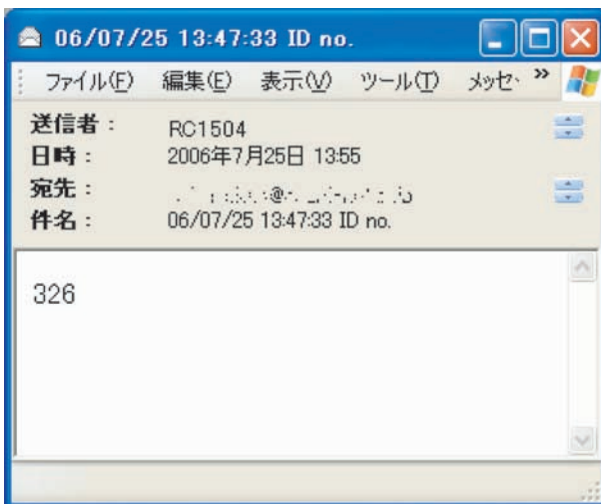 06/07/25 13:47:33 ID no.
ファイル(F) 編集(E) 表示(V) ツール(T) メッセ
送信者：RC1504
日時：2006年7月25日 13:55
宛先：
件名：06/07/25 13:47:33 ID no.
326